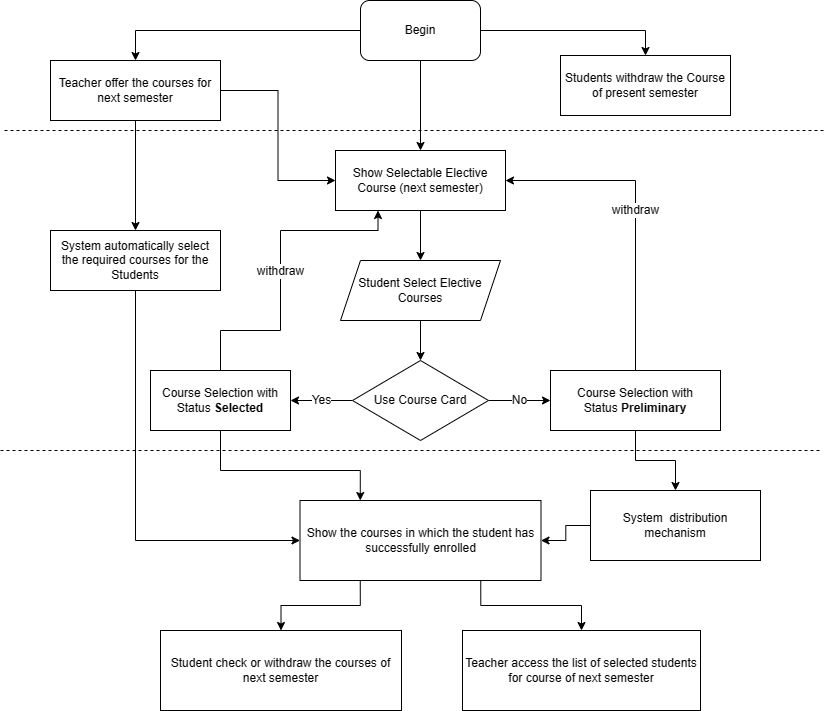 Begin
Teacher offer the courses for
next semester
Students withdraw the Course
of present semester
Show Selectable Elective
Course (next semester)
withdraw
System automatically select
the required courses for the
Students
withdraw
Student Select Elective
Courses
Course Selection with
Status Selected
Yes
Use Course Card
No
Course Selection with
Status Preliminary
System distribution
mechanism
Show the courses in which the student has
successfully enrolled
Student check or withdraw the courses of
next semester
Teacher access the list of selected students
for course of next semester